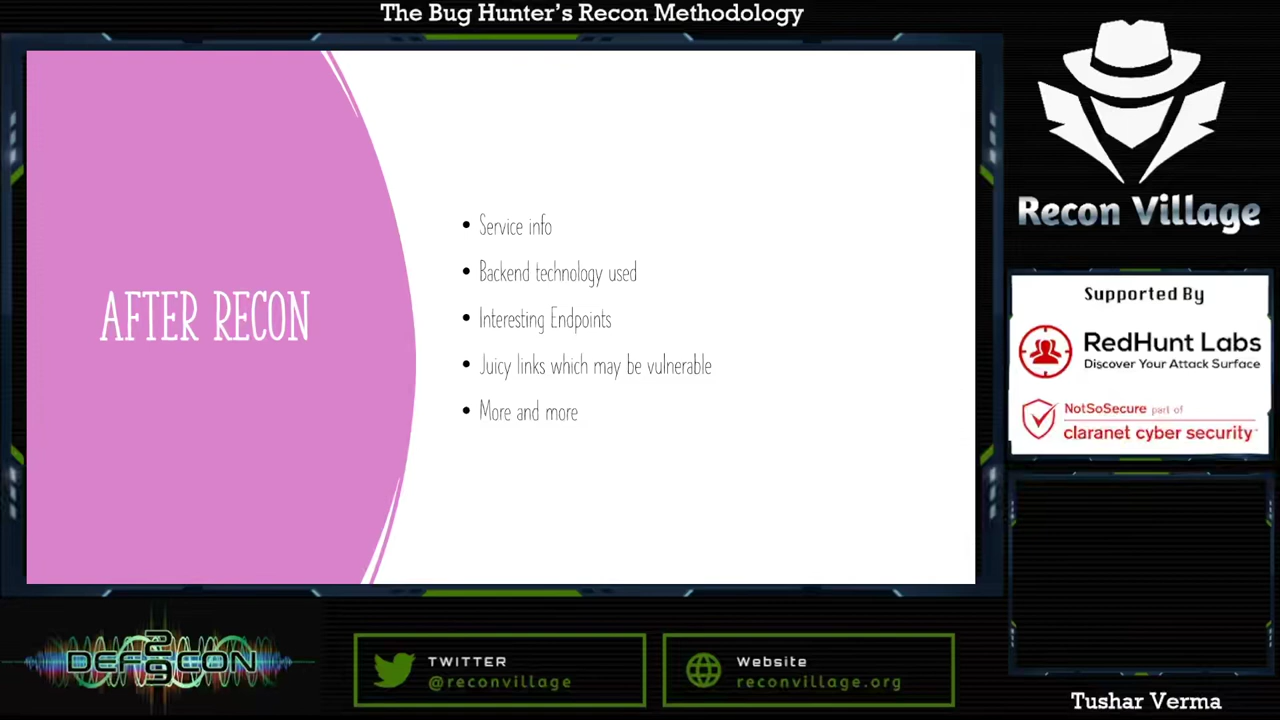 The Bug Hunter's Recon Methodology
AFTER RECON
• Service info
• Backend technology used
• Interesting Endpoints
• Juicy links which may be vulnerable
• More and more
Recon Village
Supported By
RedHunt Labs
Discover Your Attack Surface
NotSoSecure part of
claranet cyber security
DEFCON
29
TWITTER
@reconvillage
Website
reconvillage.org
Tushar Verma